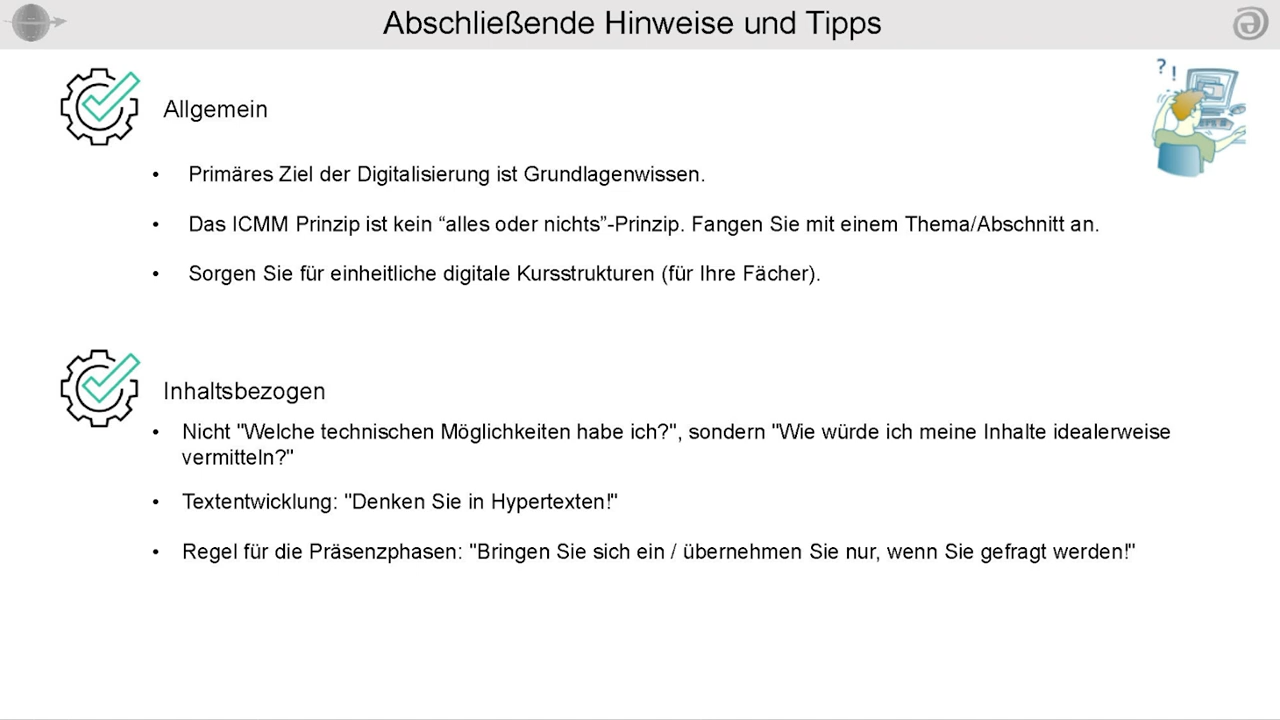 Abschließende Hinweise und Tipps
? !
Allgemein
• Primäres Ziel der Digitalisierung ist Grundlagenwissen.
• Das ICMM Prinzip ist kein “alles oder nichts”-Prinzip. Fangen Sie mit einem Thema/Abschnitt an.
• Sorgen Sie für einheitliche digitale Kursstrukturen (für Ihre Fächer).
Inhaltsbezogen
• Nicht "Welche technischen Möglichkeiten habe ich?", sondern "Wie würde ich meine Inhalte idealerweise
vermitteln?"
• Textentwicklung: "Denken Sie in Hypertexten!"
• Regel für die Präsenzphasen: "Bringen Sie sich ein / übernehmen Sie nur, wenn Sie gefragt werden!"